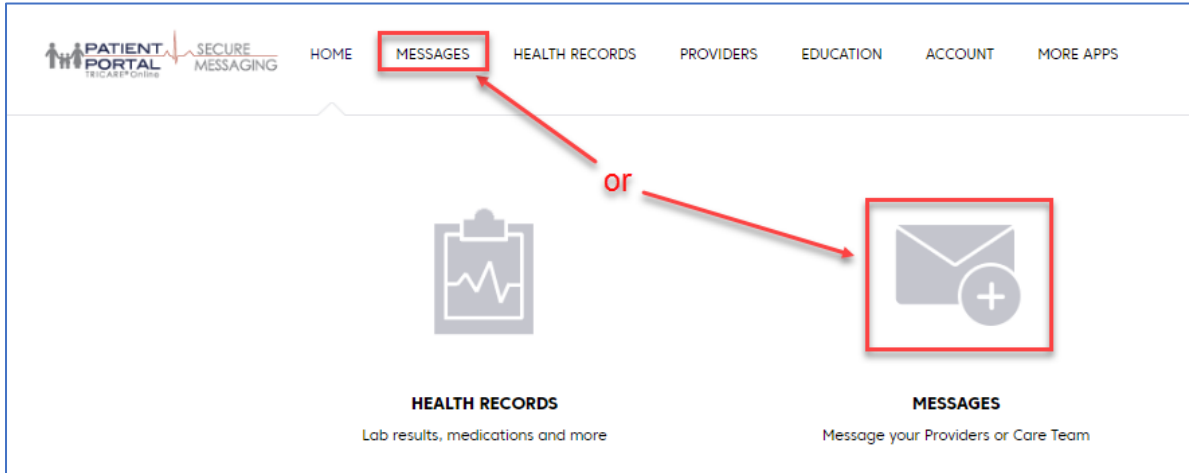 PATIENT SECURE
PORTAL MESSAGING
TRICARE® Online
HOME MESSAGES HEALTH RECORDS PROVIDERS EDUCATION ACCOUNT MORE APPS
or
HEALTH RECORDS
Lab results, medications and more
MESSAGES
Message your Providers or Care Team